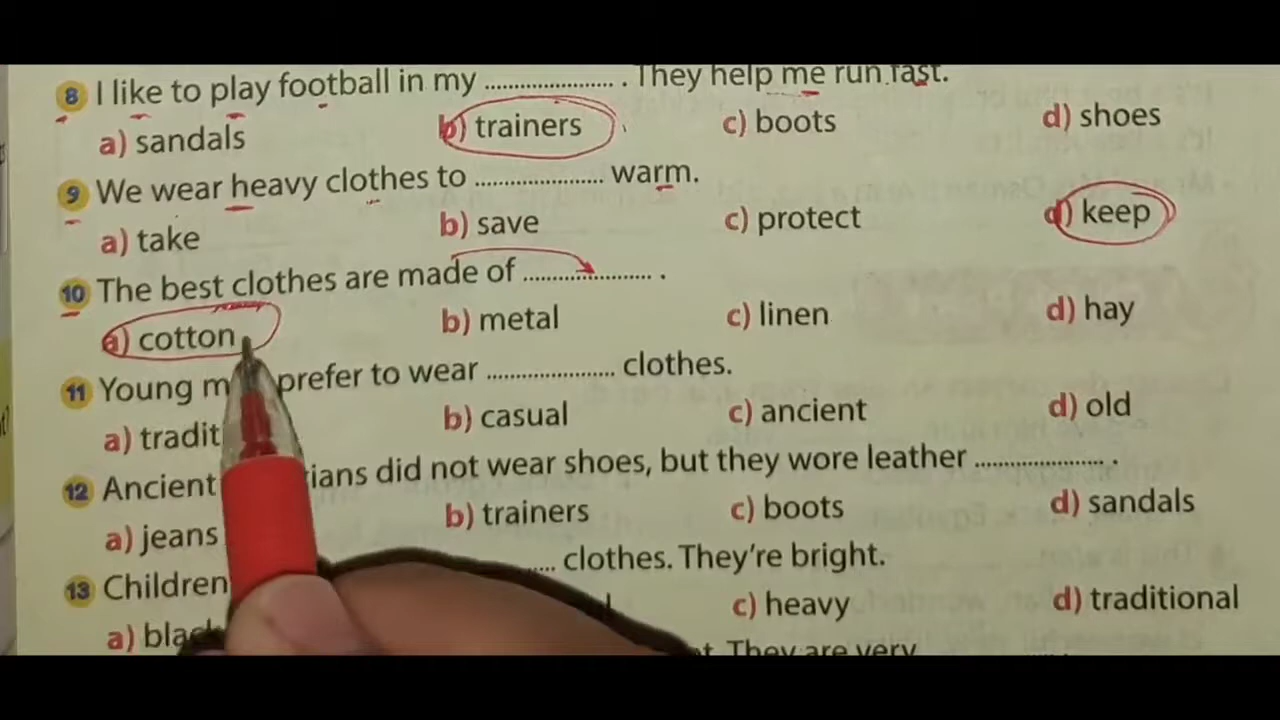 8 I like to play football in my .................... . They help me run fast.
a) sandals b) trainers c) boots d) shoes
9 We wear heavy clothes to .................... warm.
a) take b) save c) protect d) keep
10 The best clothes are made of .................... .
a) cotton b) metal c) linen d) hay
11 Young prefer to wear .................... clothes.
a) b) casual c) ancient d) old
12 Ancient did not wear shoes, but they wore leather .................... .
a) jeans b) trainers c) boots d) sandals
13 Children clothes. They're bright.
a) c) heavy d) traditional
They are very